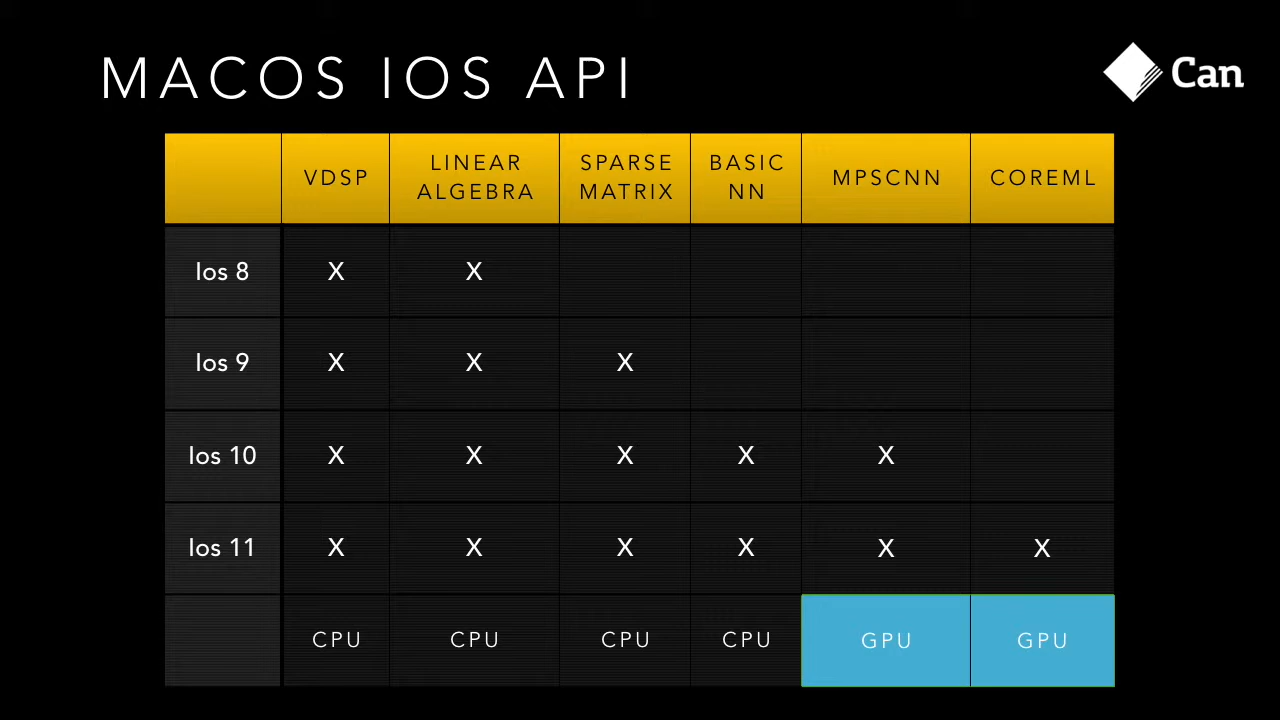 MACOS IOS API
Can
VDSP LINEAR ALGEBRA SPARSE MATRIX BASIC NN MPSCNN COREML
Ios 8 X X
Ios 9 X X X
Ios 10 X X X X X
Ios 11 X X X X X X
CPU CPU CPU CPU GPU GPU